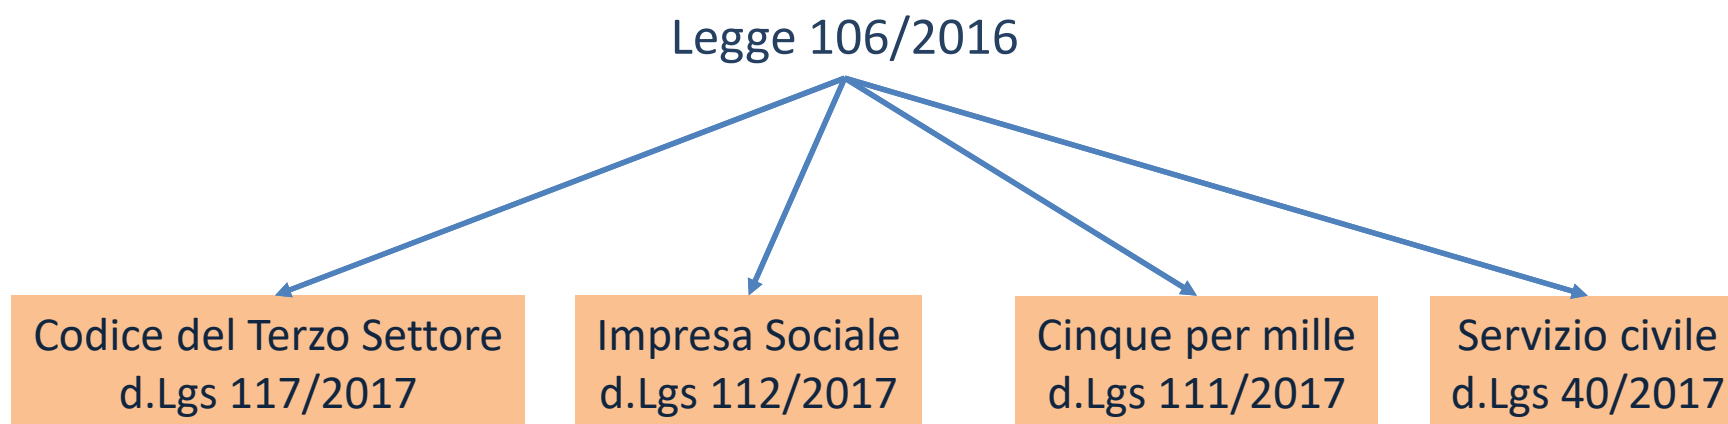 Legge 106/2016
Codice del Terzo Settore
d.Lgs 117/2017
Impresa Sociale
d.Lgs 112/2017
Cinque per mille
d.Lgs 111/2017
Servizio civile
d.Lgs 40/2017